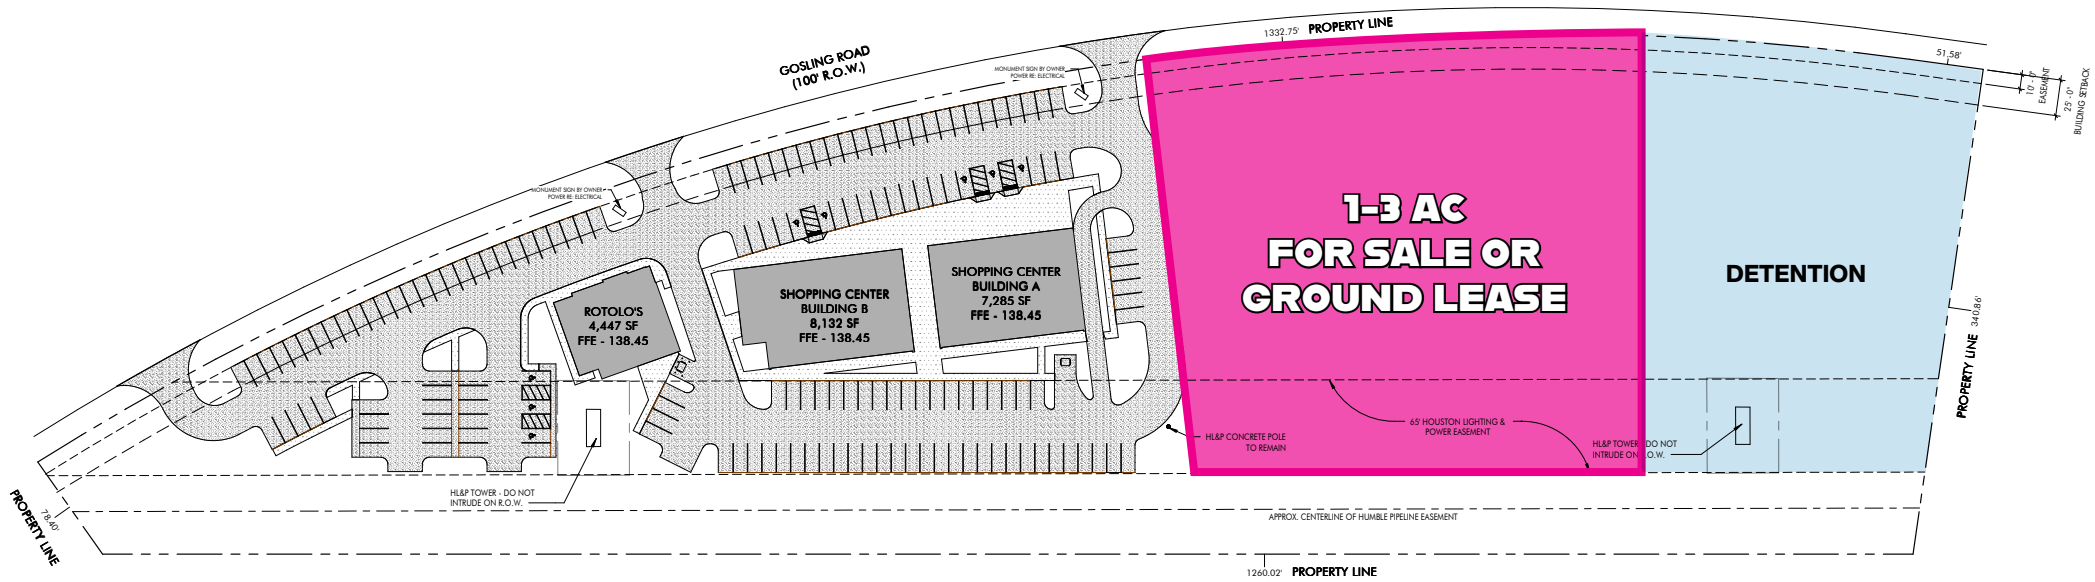 1332.75' PROPERTY LINE
51.58'
10' - 0"
EASEMENT
25' - 0"
BUILDING SETBACK
GOSLING ROAD
(100' R.O.W.)
MONUMENT SIGN BY OWNER
POWER RE: ELECTRICAL
MONUMENT SIGN BY OWNER
POWER RE: ELECTRICAL
1-3 AC
FOR SALE OR
GROUND LEASE
DETENTION
SHOPPING CENTER
BUILDING A
7,285 SF
FFE - 138.45
SHOPPING CENTER
BUILDING B
8,132 SF
FFE - 138.45
ROTOLO'S
4,447 SF
FFE - 138.45
PROPERTY LINE 340.86'
65' HOUSTON LIGHTING &
POWER EASEMENT
HL&P CONCRETE POLE
TO REMAIN
HL&P TOWER - DO NOT
INTRUDE ON R.O.W.
HL&P TOWER - DO NOT
INTRUDE ON R.O.W.
PROPERTY LINE
78.40'
APPROX. CENTERLINE OF HUMBLE PIPELINE EASEMENT
1260.02' PROPERTY LINE